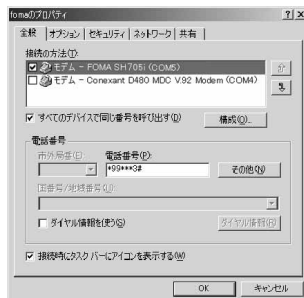 fomaのプロパティ
全般 オプション セキュリティ ネットワーク 共有
接続の方法(T):
モデム - FOMA SH705i (COM5)
モデム - Conexant D480 MDC V.92 Modem (COM4)
すべてのデバイスで同じ番号を呼び出す(D)
構成(O)...
電話番号
市外局番(E):
電話番号(P):
*99***3#
その他(N)
国番号/地域番号(U):
ダイヤル情報を使う(S)
ダイヤル情報(R)
接続時にタスク バーにアイコンを表示する(W)
OK
キャンセル